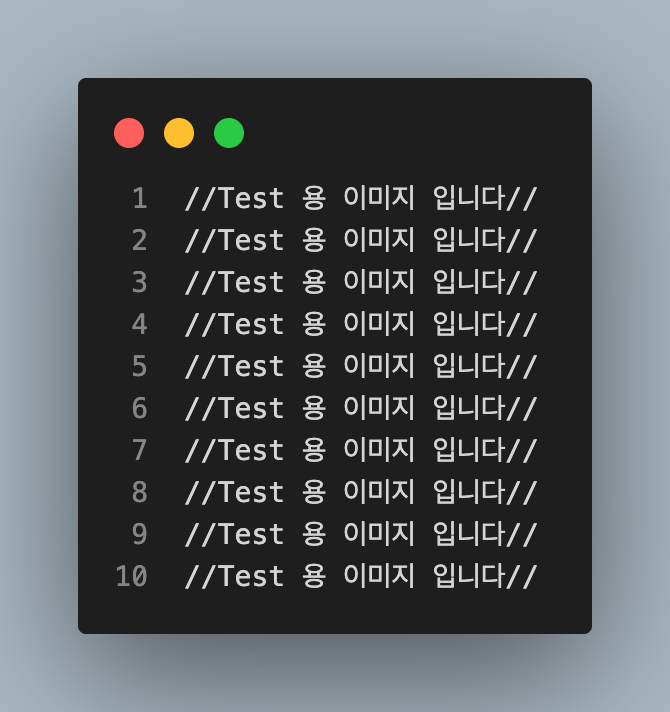 1 //Test 용 이미지 입니다//
2 //Test 용 이미지 입니다//
3 //Test 용 이미지 입니다//
4 //Test 용 이미지 입니다//
5 //Test 용 이미지 입니다//
6 //Test 용 이미지 입니다//
7 //Test 용 이미지 입니다//
8 //Test 용 이미지 입니다//
9 //Test 용 이미지 입니다//
10 //Test 용 이미지 입니다//